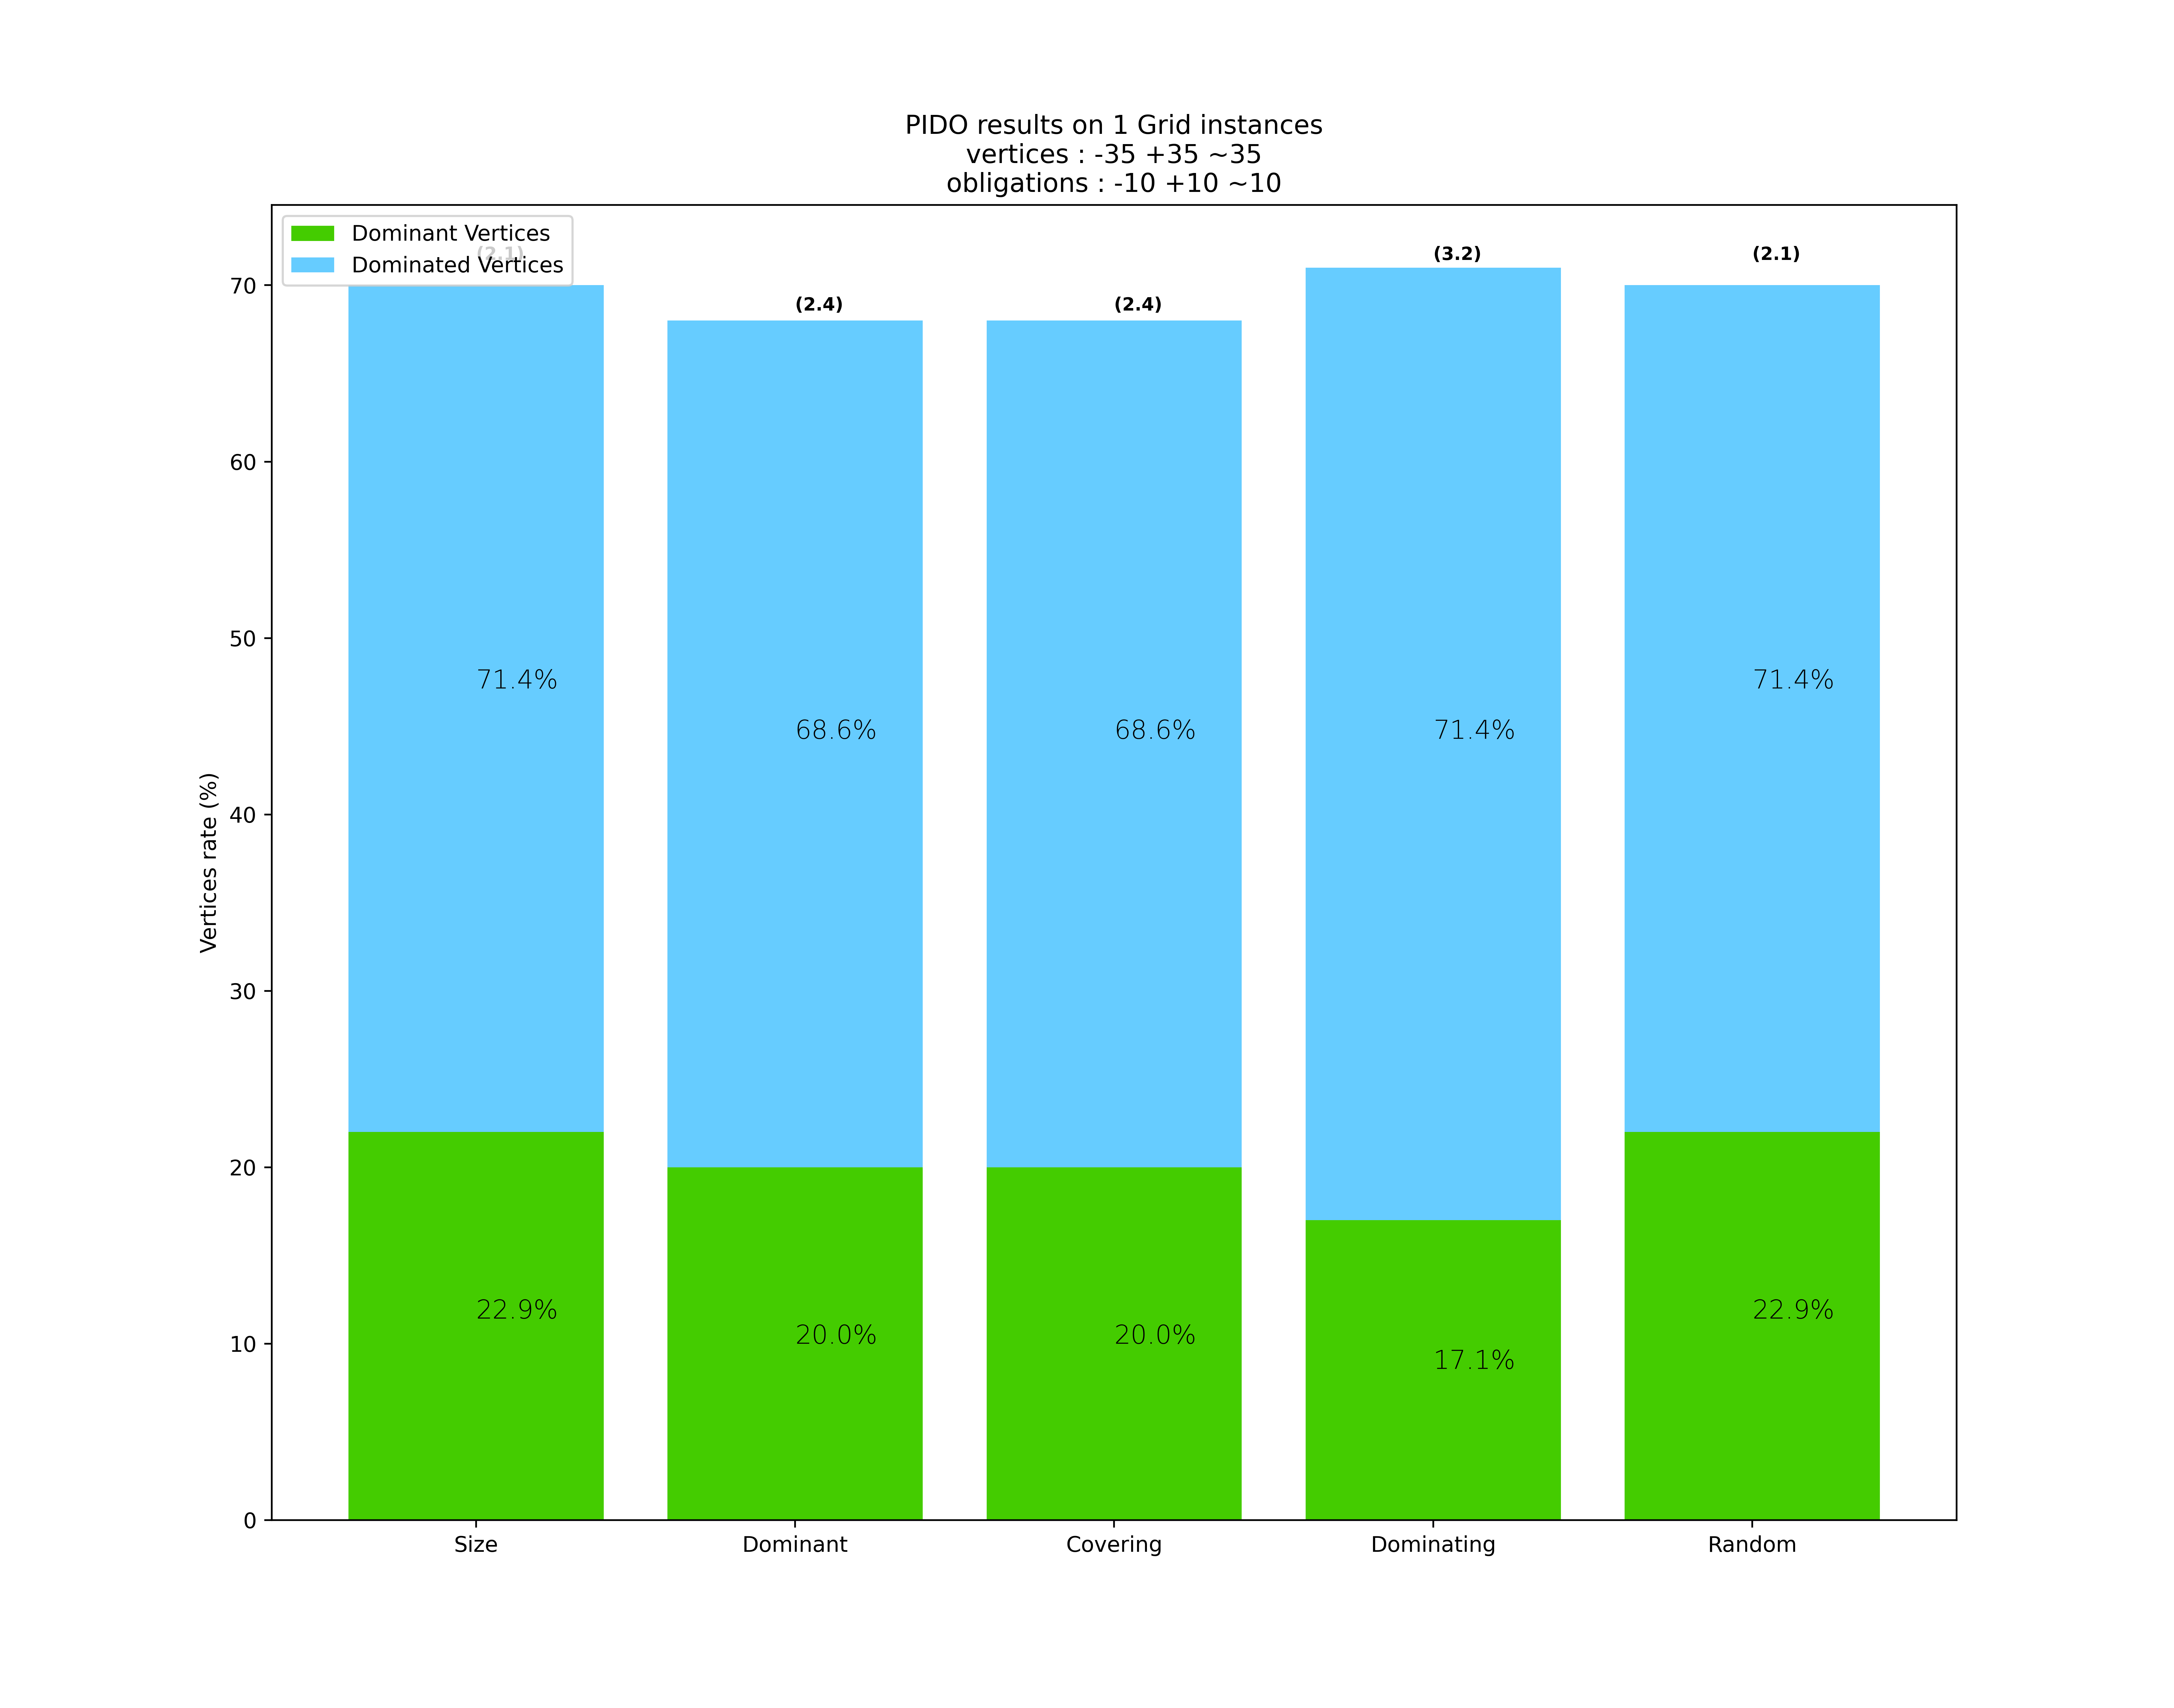 PIDO results on 1 Grid instances
vertices : -35 +35 ~35
obligations : -10 +10 ~10
Dominant Vertices
Dominated Vertices
(2.1)
(2.4)
(2.4)
(3.2)
(2.1)
70
60
50
40
30
20
10
0
Vertices rate (%)
71.4%
68.6%
68.6%
71.4%
71.4%
22.9%
20.0%
20.0%
17.1%
22.9%
Size
Dominant
Covering
Dominating
Random